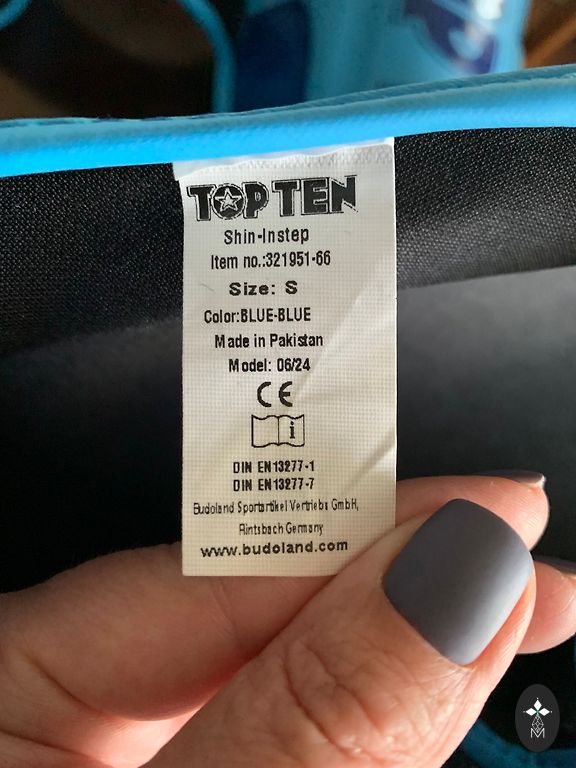 TOP TEN
Shin-Instep
Item no.:321951-66
Size: S
Color:BLUE-BLUE
Made in Pakistan
Model: 06/24
CE
i
DIN EN13277-1
DIN EN13277-7
Budoland Sportartikel Vertriebs GmbH,
Rintsbach Germany
www.budoland.com
M